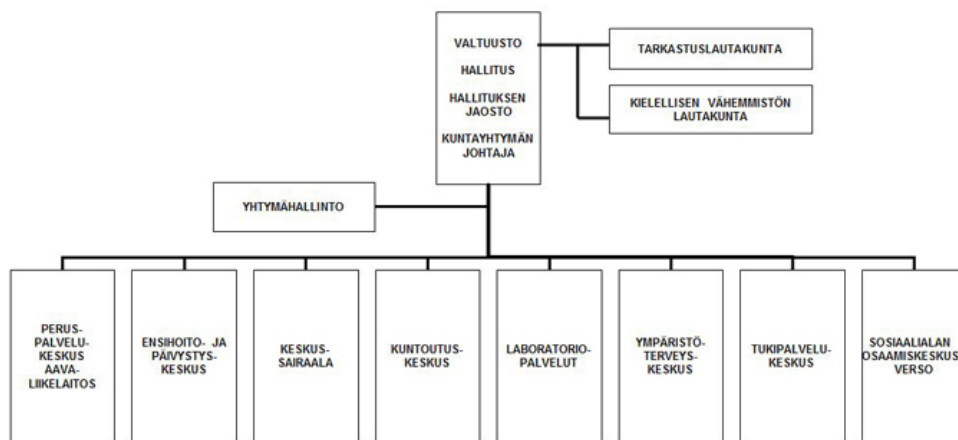 VALTUUSTO
HALLITUS
HALLITUKSEN
JAOSTO
KUNTAYHTYMÄN
JOHTAJA
TARKASTUSLAUTAKUNTA
KIELELLISEN VÄHEMMISTÖN
LAUTAKUNTA
YHTYMÄHALLINTO
PERUS-
PALVELU-
KESKUS
AAVA-
LIIKELAITOS
ENSIHOITO- JA
PÄIVYSTYS-
KESKUS
KESKUS-
SAIRAALA
KUNTOUTUS-
KESKUS
LABORATORIO-
PALVELUT
YMPÄRISTÖ-
TERVEYS-
KESKUS
TUKIPALVELU-
KESKUS
SOSIAALIALAN
OSAAMISKESKUS
VERSO